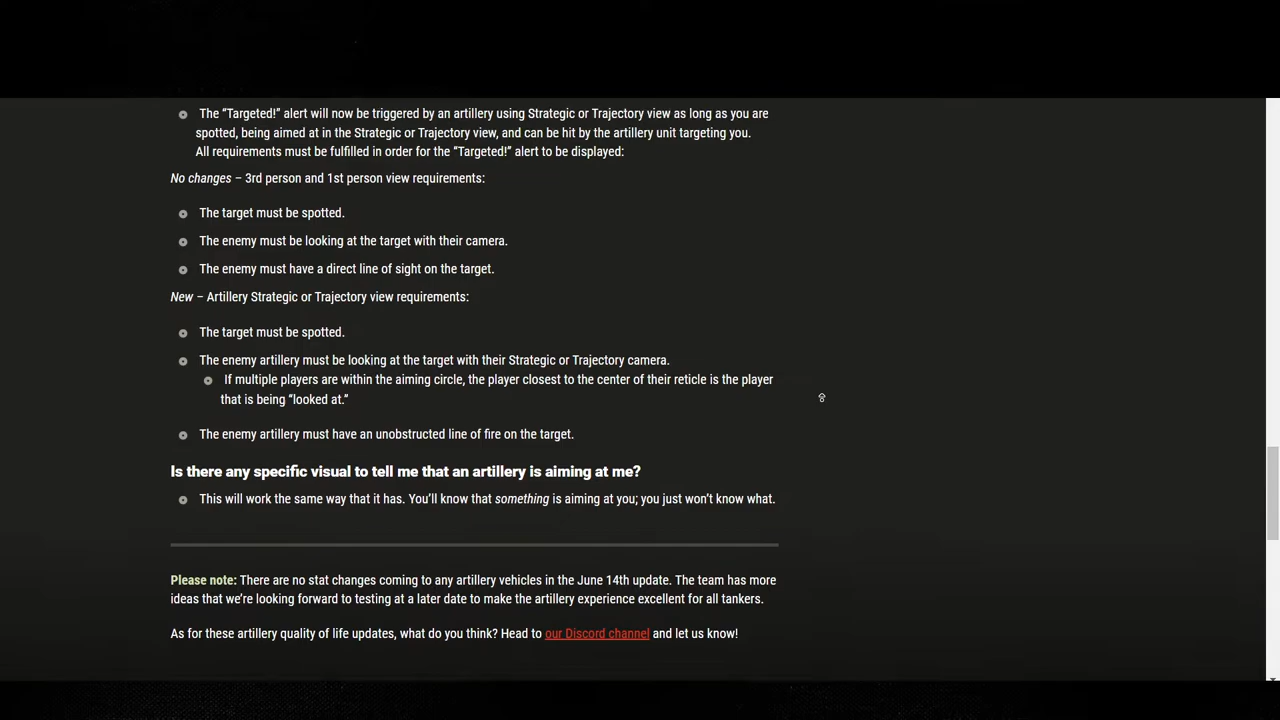 The “Targeted!” alert will now be triggered by an artillery using Strategic or Trajectory view as long as you are
spotted, being aimed at in the Strategic or Trajectory view, and can be hit by the artillery unit targeting you.
All requirements must be fulfilled in order for the “Targeted!” alert to be displayed:
No changes – 3rd person and 1st person view requirements:
The target must be spotted.
The enemy must be looking at the target with their camera.
The enemy must have a direct line of sight on the target.
New – Artillery Strategic or Trajectory view requirements:
The target must be spotted.
The enemy artillery must be looking at the target with their Strategic or Trajectory camera.
If multiple players are within the aiming circle, the player closest to the center of their reticle is the player
that is being “looked at.”
The enemy artillery must have an unobstructed line of fire on the target.
Is there any specific visual to tell me that an artillery is aiming at me?
This will work the same way that it has. You’ll know that something is aiming at you; you just won’t know what.
Please note: There are no stat changes coming to any artillery vehicles in the June 14th update. The team has more
ideas that we’re looking forward to testing at a later date to make the artillery experience excellent for all tankers.
As for these artillery quality of life updates, what do you think? Head to our Discord channel and let us know!